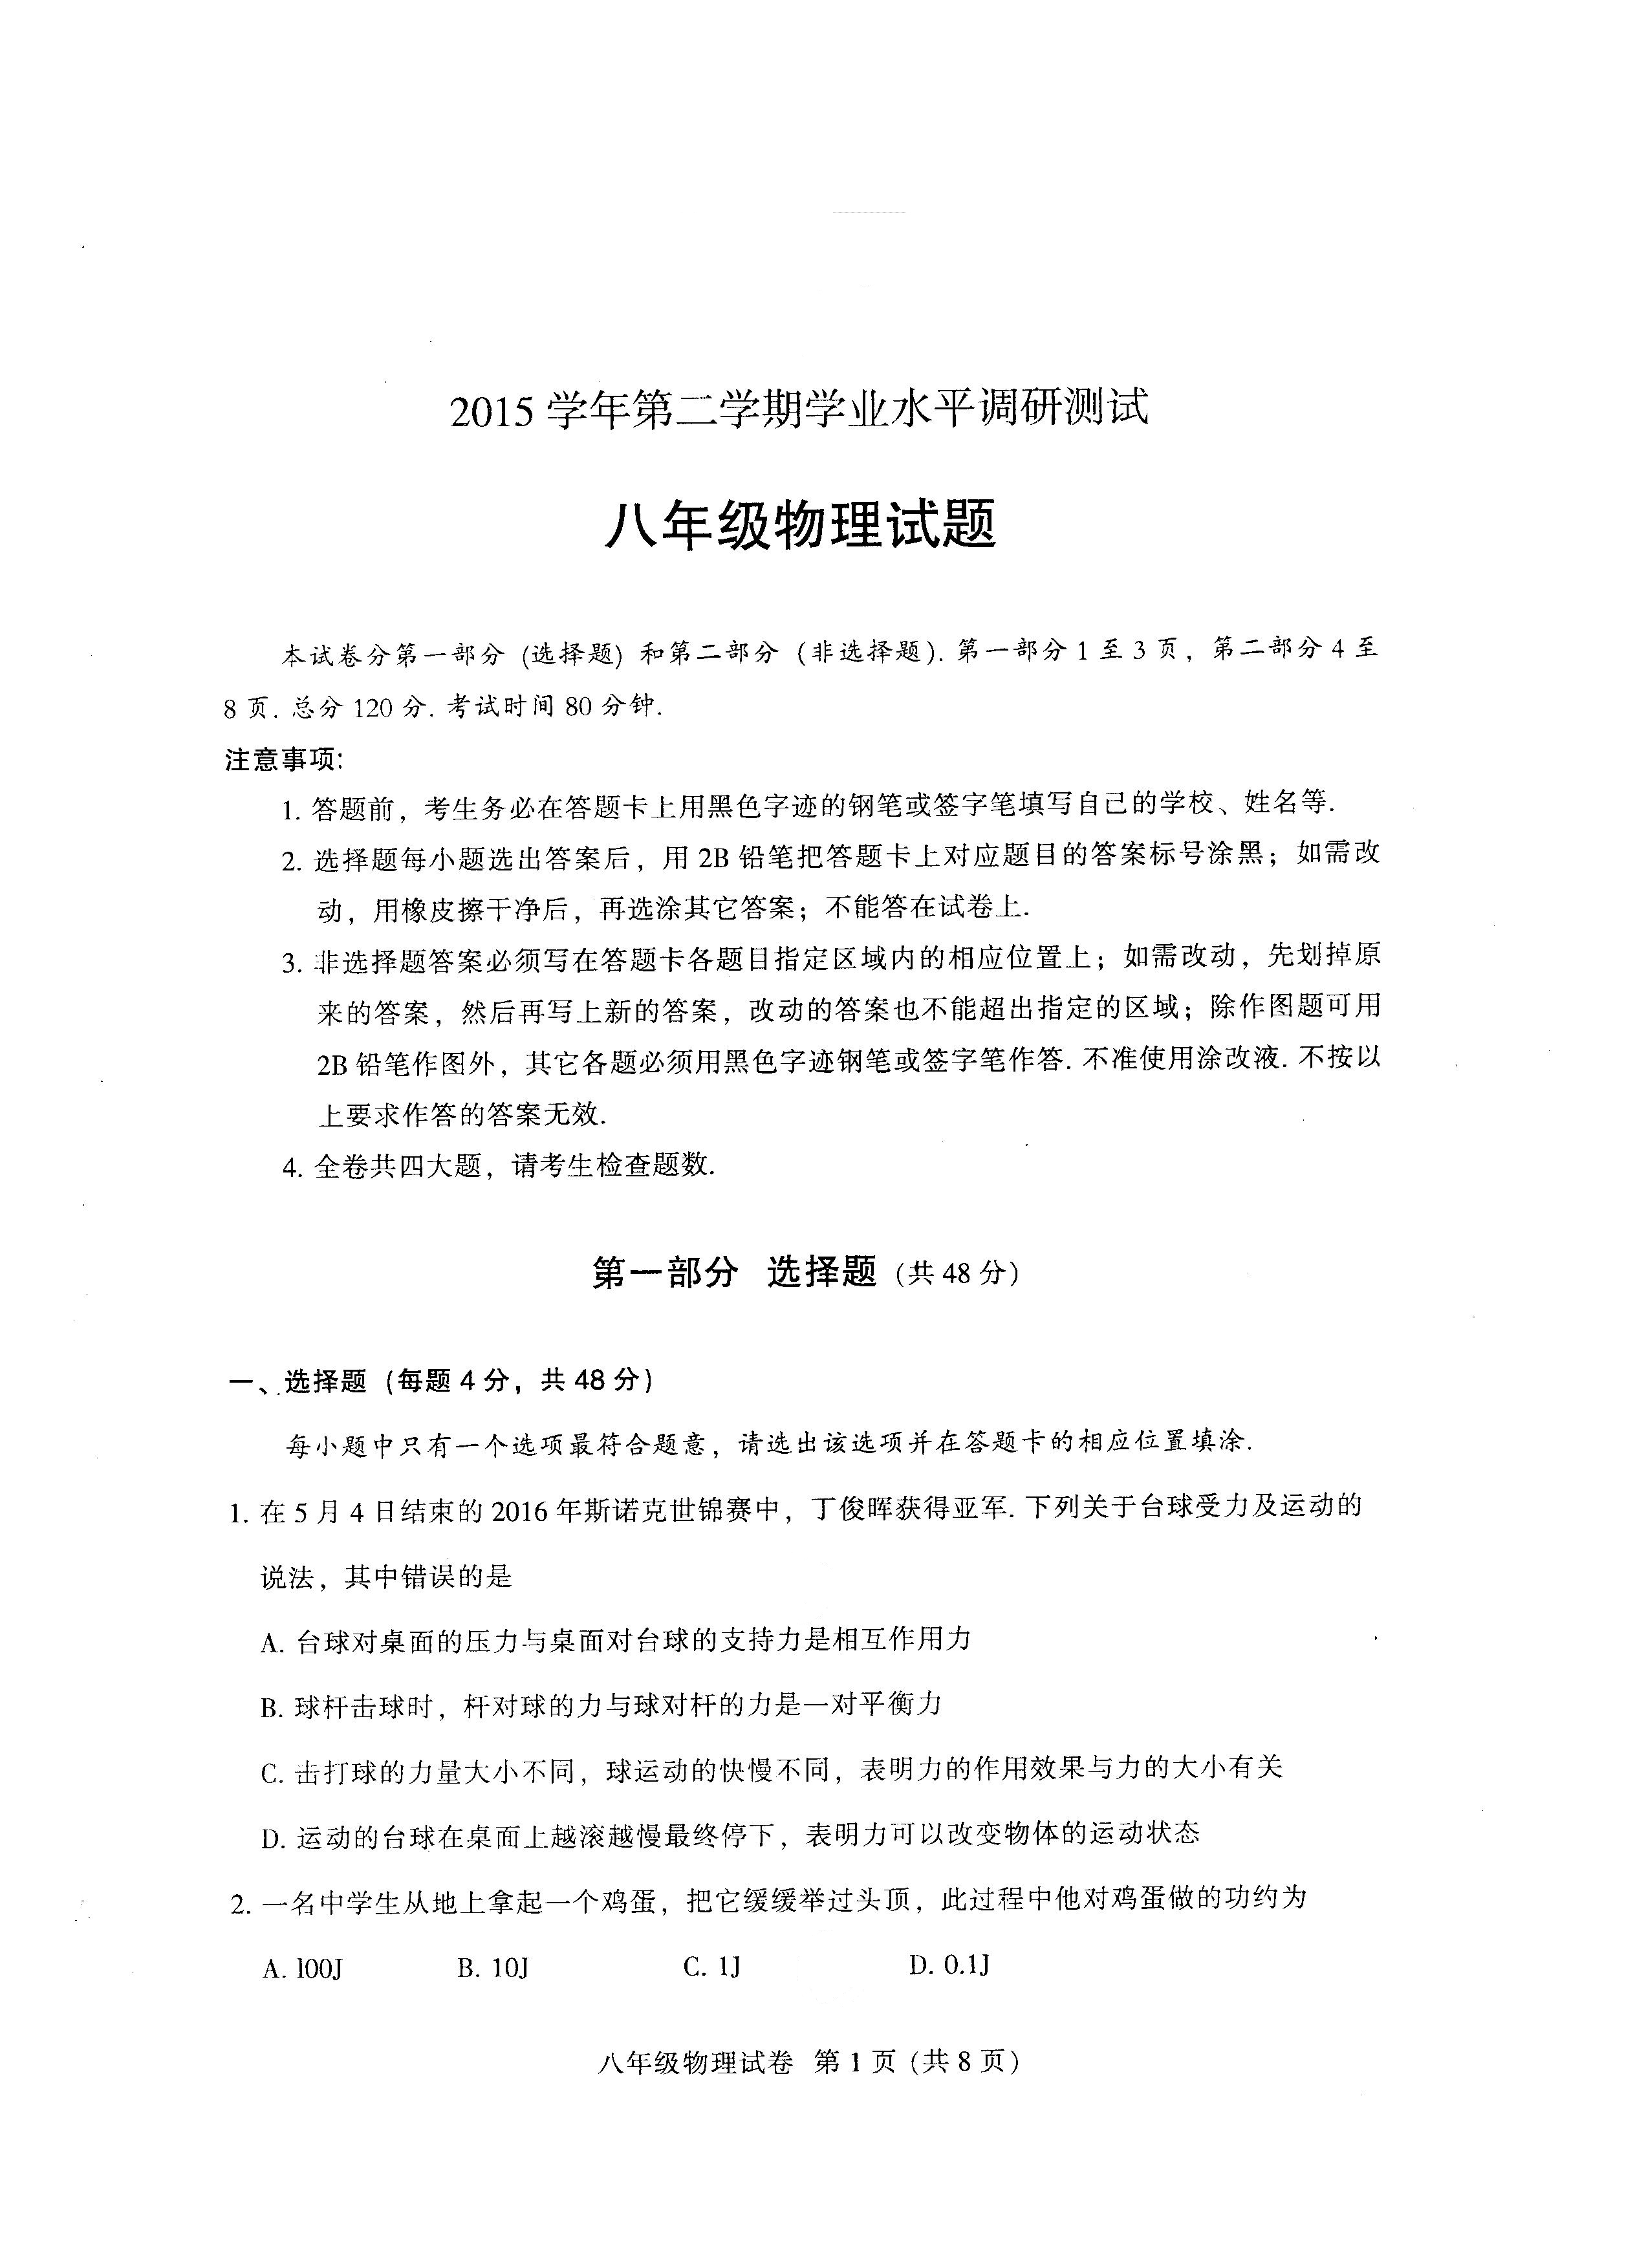 2015 学年第二学期学业水平调研测试
八年级物理试题
本试卷分第一部分 (选择题) 和第二部分 (非选择题). 第一部分 1 至 3 页, 第二部分 4 至
8 页. 总分 120 分. 考试时间 80 分钟.
注意事项:
1. 答题前, 考生务必在答题卡上用黑色字迹的钢笔或签字笔填写自己的学校、姓名等.
2. 选择题每小题选出答案后, 用 2B 铅笔把答题卡上对应题目的答案标号涂黑; 如需改
动, 用橡皮擦干净后, 再选涂其它答案; 不能答在试卷上.
3. 非选择题答案必须写在答题卡各题目指定区域内的相应位置上; 如需改动, 先划掉原
来的答案, 然后再写上新的答案, 改动的答案也不能超出指定的区域; 除作图题可用
2B 铅笔作图外, 其它各题必须用黑色字迹钢笔或签字笔作答. 不准使用涂改液. 不按以
上要求作答的答案无效.
4. 全卷共四大题, 请考生检查题数.
第一部分 选择题 (共 48 分)
一、选择题 (每题 4 分, 共 48 分)
每小题中只有一个选项最符合题意, 请选出该选项并在答题卡的相应位置填涂.
1. 在 5 月 4 日结束的 2016 年斯诺克世锦赛中, 丁俊晖获得亚军. 下列关于台球受力及运动的
说法, 其中错误的是
A. 台球对桌面的压力与桌面对台球的支持力是相互作用力
B. 球杆击球时, 杆对球的力与球对杆的力是一对平衡力
C. 击打球的力量大小不同, 球运动的快慢不同, 表明力的作用效果与力的大小有关
D. 运动的台球在桌面上越滚越慢最终停下, 表明力可以改变物体的运动状态
2. 一名中学生从地上拿起一个鸡蛋, 把它缓缓举过头顶, 此过程中他对鸡蛋做的功约为
A. 100J B. 10J C. 1J D. 0.1J
八年级物理试卷 第 1 页 (共 8 页)